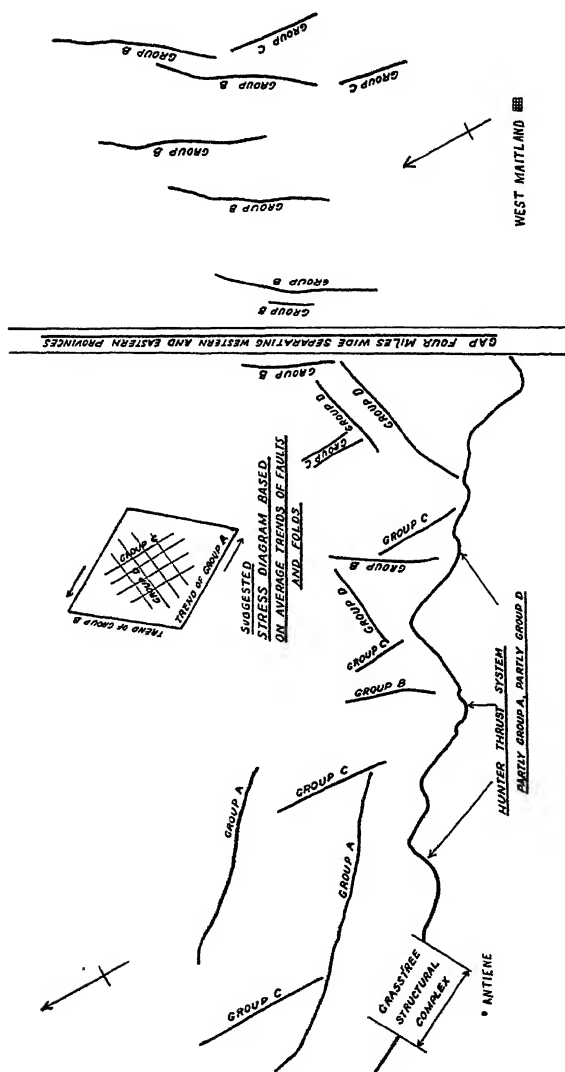 GROUP B
GROUP C
GROUP B
GROUP C
GROUP B
GROUP B
WEST MAITLAND
GROUP B
GROUP B
GAP FOUR MILES WIDE SEPARATING WESTERN AND EASTERN PROVINCES
GROUP B
GROUP D
GROUP D
GROUP C
GROUP C
GROUP D
TREND OF GROUP A
TREND OF GROUP B
SUGGESTED
STRESS DIAGRAM BASED
ON AVERAGE TRENDS OF FAULTS
AND FOLDS
GROUP C
GROUP B
GROUP D
GROUP C
GROUP B
HUNTER THRUST SYSTEM
PARTLY GROUP A, PARTLY GROUP D
GROUP A
GROUP C
GROUP A
GROUP C
GRASSTREE
STRUCTURAL
COMPLEX
ANTIENE